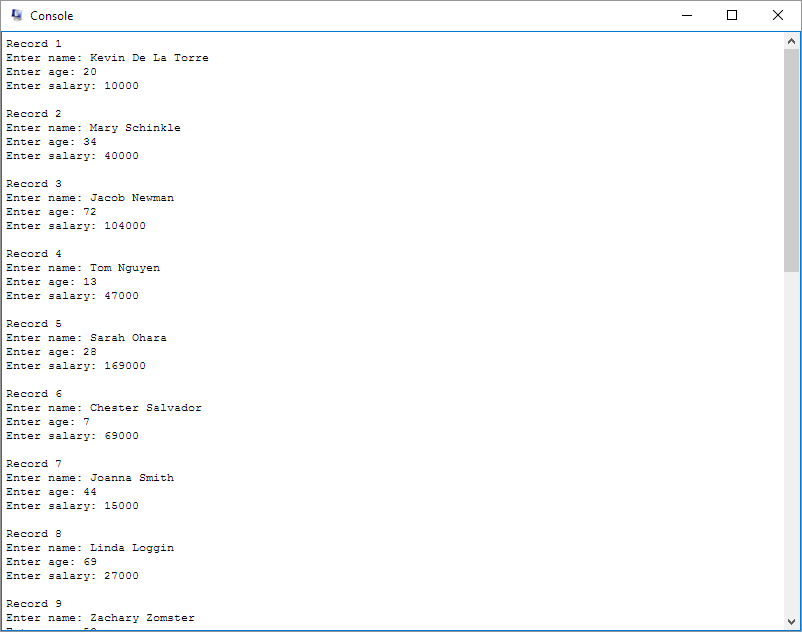 Console
Record 1
Enter name: Kevin De La Torre
Enter age: 20
Enter salary: 10000
Record 2
Enter name: Mary Schinkle
Enter age: 34
Enter salary: 40000
Record 3
Enter name: Jacob Newman
Enter age: 72
Enter salary: 104000
Record 4
Enter name: Tom Nguyen
Enter age: 13
Enter salary: 47000
Record 5
Enter name: Sarah Ohara
Enter age: 28
Enter salary: 169000
Record 6
Enter name: Chester Salvador
Enter age: 7
Enter salary: 69000
Record 7
Enter name: Joanna Smith
Enter age: 44
Enter salary: 15000
Record 8
Enter name: Linda Loggin
Enter age: 69
Enter salary: 27000
Record 9
Enter name: Zachary Zomster